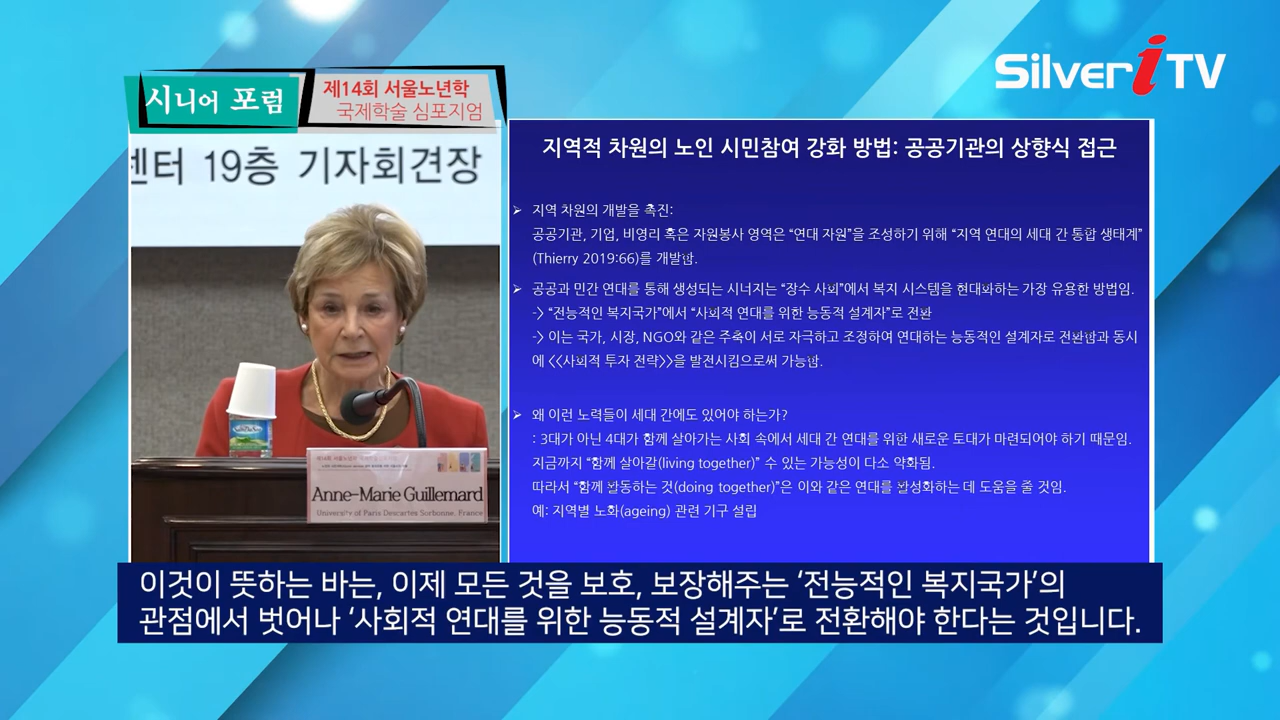 Silver i TV
시니어 포럼
제14회 서울노년학
국제학술 심포지엄
센터 19층 기자회견장
지역적 차원의 노인 시민참여 강화 방법: 공공기관의 상향식 접근
➢ 지역 차원의 개발을 촉진:
공공기관, 기업, 비영리 혹은 자원봉사 영역은 “연대 자원”을 조성하기 위해 “지역 연대의 세대 간 통합 생태계”
(Thierry 2019:66)를 개발함.
➢ 공공과 민간 연대를 통해 생성되는 시너지는 “장수 사회”에서 복지 시스템을 현대화하는 가장 유용한 방법임.
-> “전능적인 복지국가”에서 “사회적 연대를 위한 능동적 설계자”로 전환
-> 이는 국가, 시장, NGO와 같은 주축이 서로 자극하고 조정하여 연대하는 능동적인 설계자로 전환함과 동시
에 <<사회적 투자 전략>>을 발전시킴으로써 가능함.
➢ 왜 이런 노력들이 세대 간에도 있어야 하는가?
: 3대가 아닌 4대가 함께 살아가는 사회 속에서 세대 간 연대를 위한 새로운 토대가 마련되어야 하기 때문임.
지금까지 “함께 살아갈(living together)” 수 있는 가능성이 다소 약화됨.
따라서 “함께 활동하는 것(doing together)”은 이와 같은 연대를 활성화하는 데 도움을 줄 것임.
예: 지역별 노화(ageing) 관련 기구 설립
제14회 서울노년학
Anne-Marie Guillemard
University of Paris Descartes Sorbonne, France
이것이 뜻하는 바는, 이제 모든 것을 보호, 보장해주는 ‘전능적인 복지국가’의
관점에서 벗어나 ‘사회적 연대를 위한 능동적 설계자’로 전환해야 한다는 것입니다.
Silver i TV